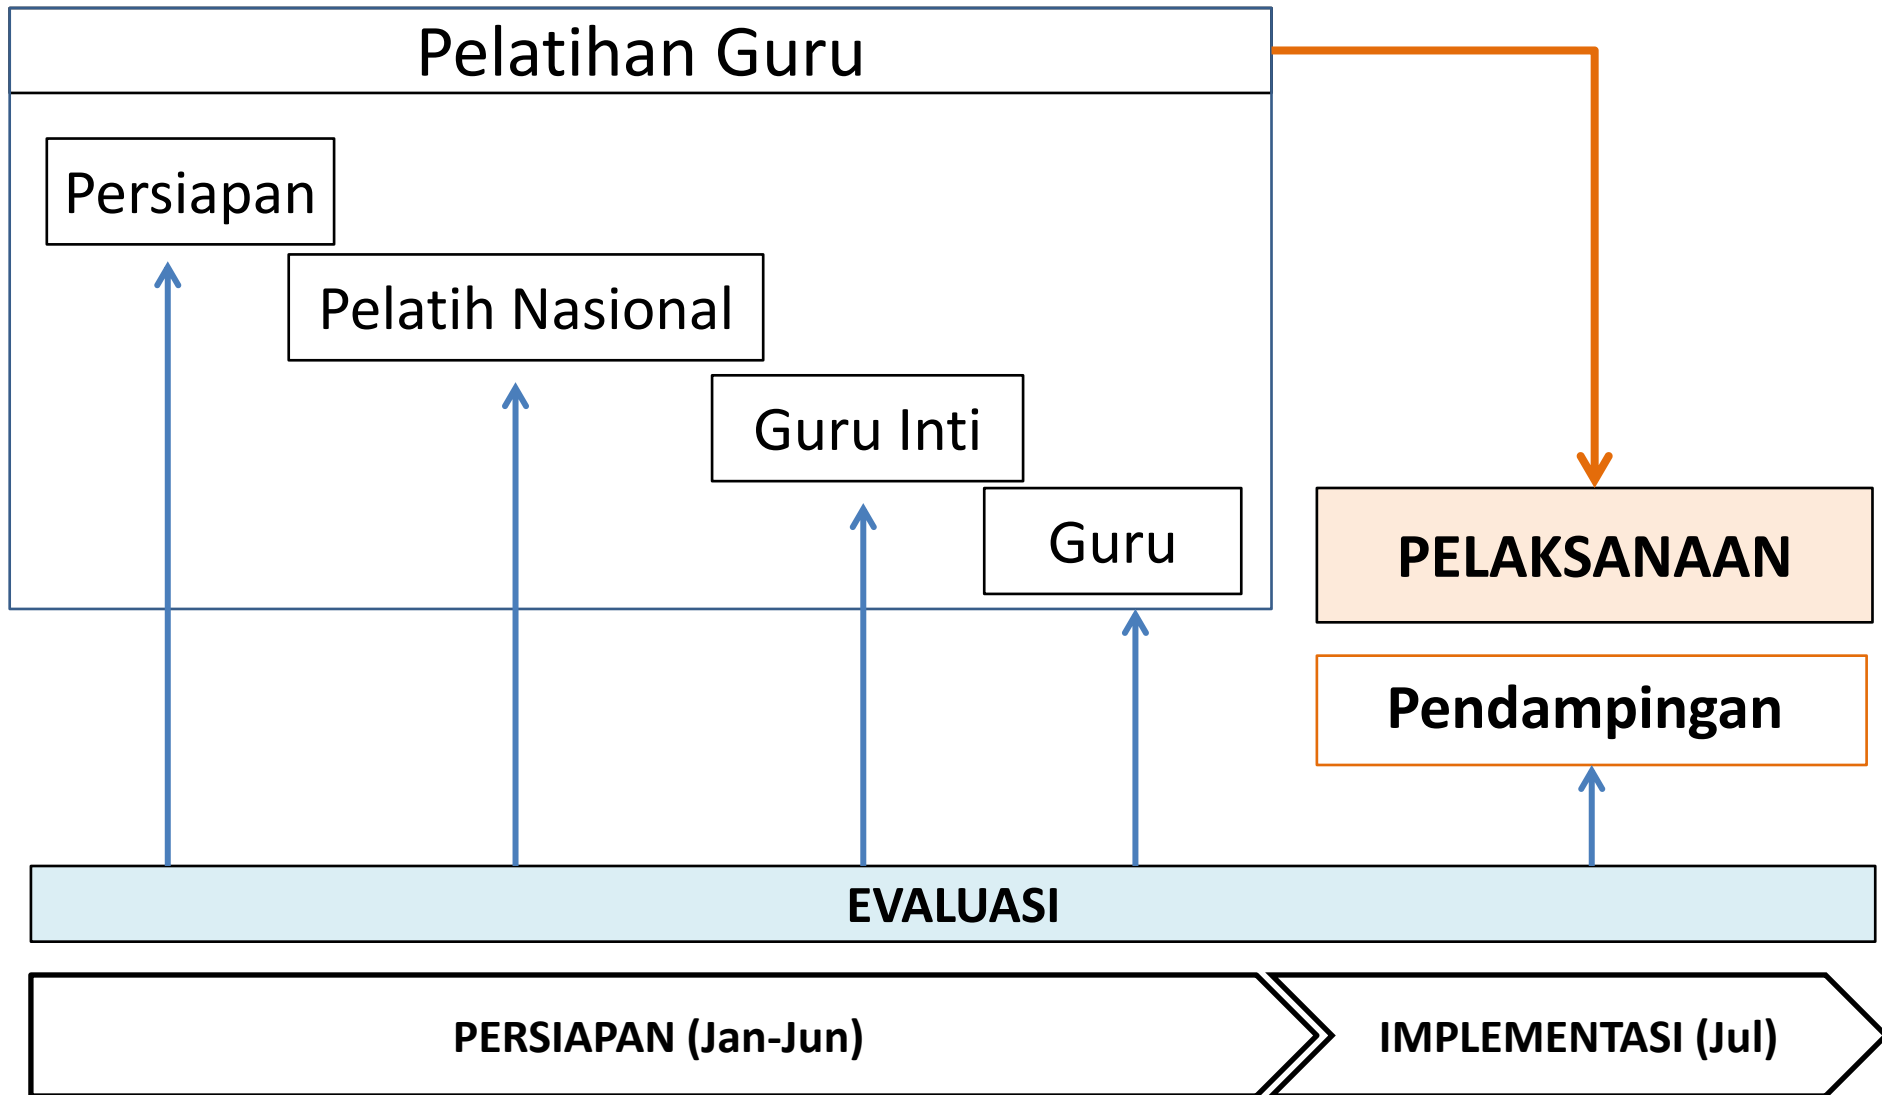 Pelatihan Guru
Persiapan
Pelatih Nasional
Guru Inti
Guru
PELAKSANAAN
Pendampingan
EVALUASI
PERSIAPAN (Jan-Jun)
IMPLEMENTASI (Jul)